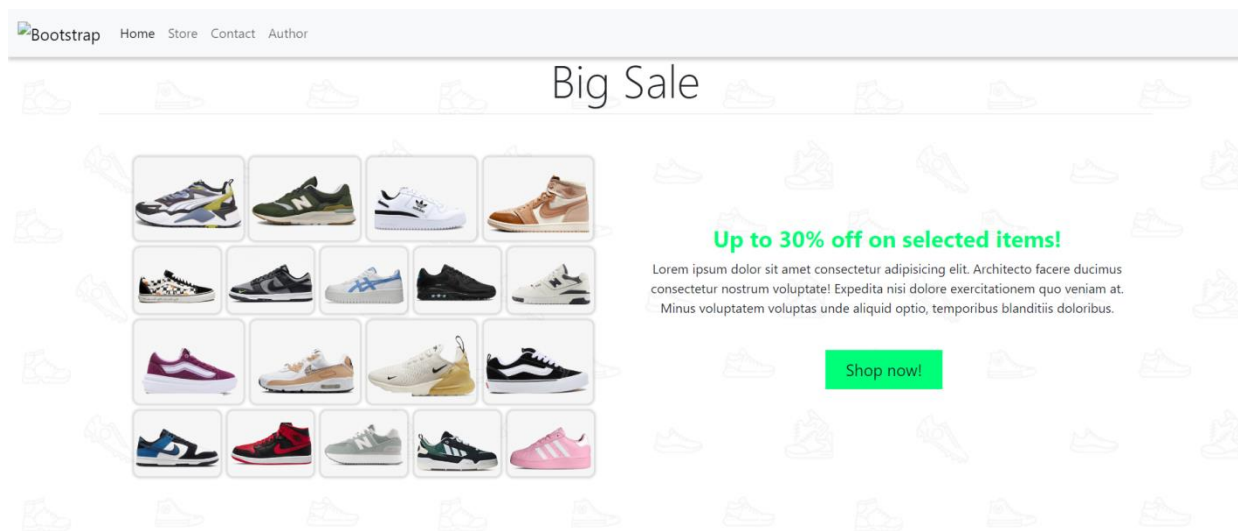 Bootstrap Home Store Contact Author
Big Sale
Up to 30% off on selected items!
Lorem ipsum dolor sit amet consectetur adipisicing elit. Architecto facere ducimus
consectetur nostrum voluptate! Expedita nisi dolore exercitationem quo veniam at.
Minus voluptatem voluptas unde aliquid optio, temporibus blanditiis doloribus.
Shop now!